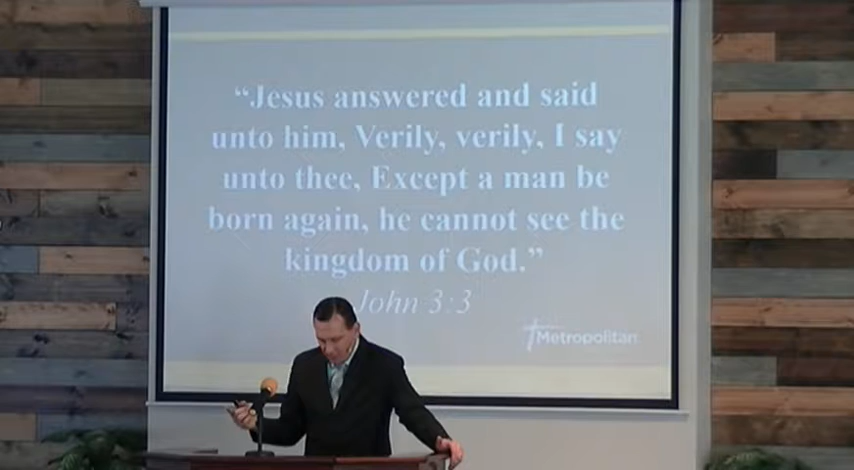 “Jesus answered and said
unto him, Verily, verily, I say
unto thee, Except a man be
born again, he cannot see the
kingdom of God.”
John 3:3
Metropolitan